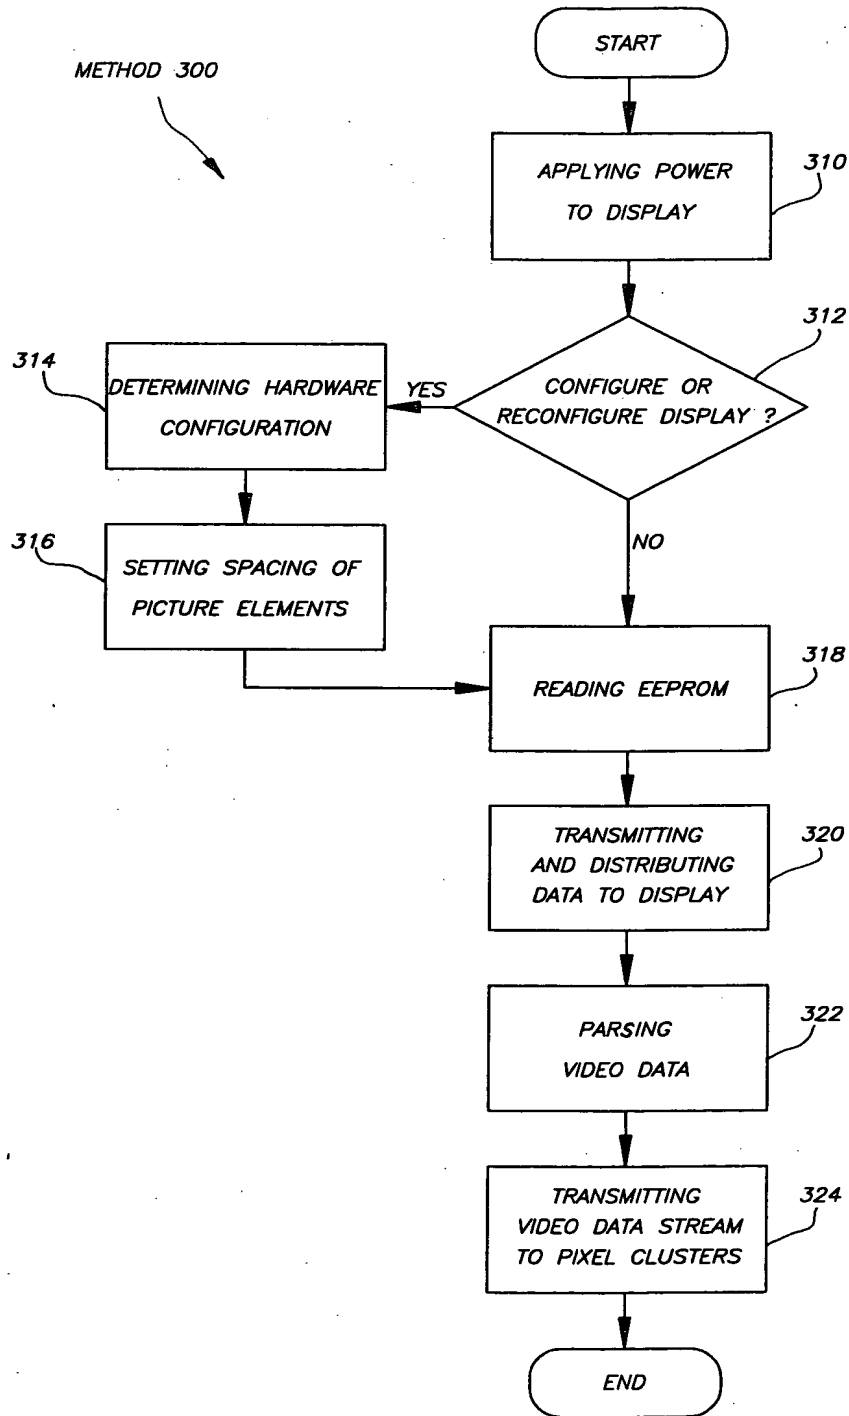 START
METHOD 300
APPLYING POWER
TO DISPLAY
310
312
CONFIGURE OR
RECONFIGURE DISPLAY ?
YES
314
DETERMINING HARDWARE
CONFIGURATION
316
SETTING SPACING OF
PICTURE ELEMENTS
NO
318
READING EEPROM
TRANSMITTING
AND DISTRIBUTING
DATA TO DISPLAY
320
PARSING
VIDEO DATA
322
TRANSMITTING
VIDEO DATA STREAM
TO PIXEL CLUSTERS
324
END